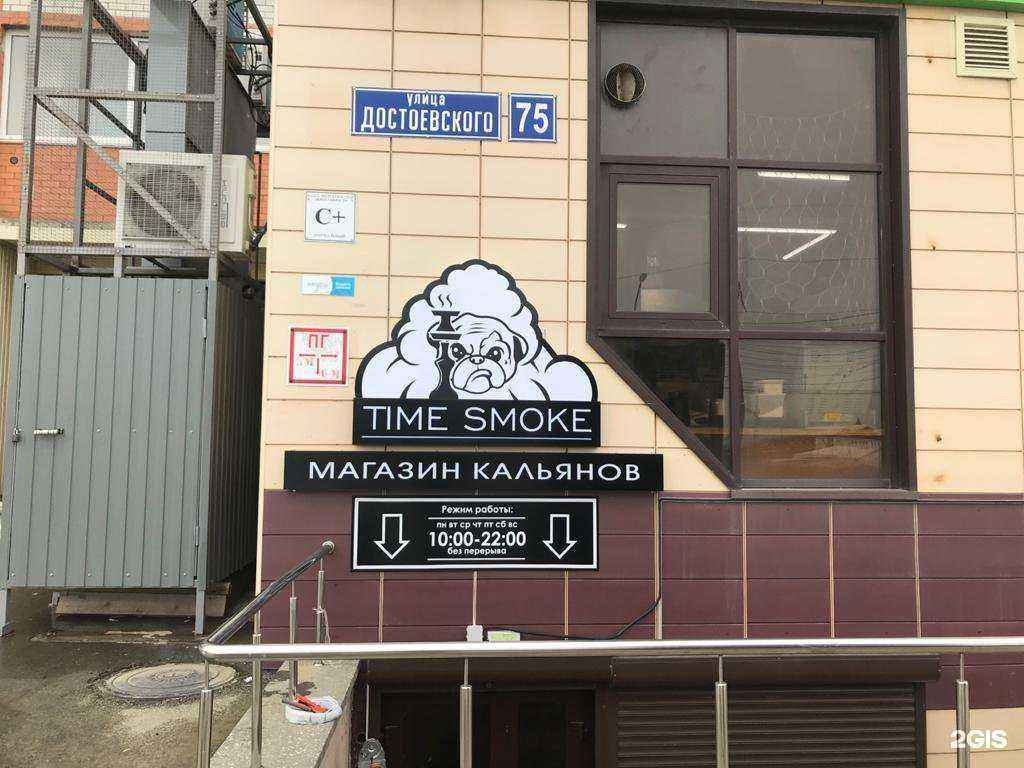 улица
ДОСТОЕВСКОГО
75
C+
ПГ
TIME SMOKE
МАГАЗИН КАЛЬЯНОВ
Режим работы:
пн вт ср чт пт сб вс
10:00-22:00
без перерыва
2GIS